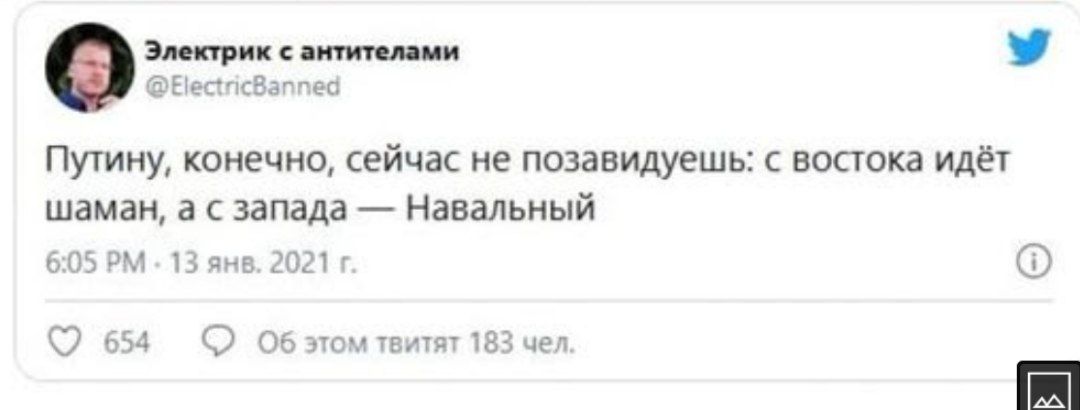 Электрик с антителами
@ElectricBanned
Путину, конечно, сейчас не позавидуешь: с востока идёт
шаман, а с запада — Навальный
6:05 PM · 13 янв. 2021 г.
654 Об этом твитят 183 чел.